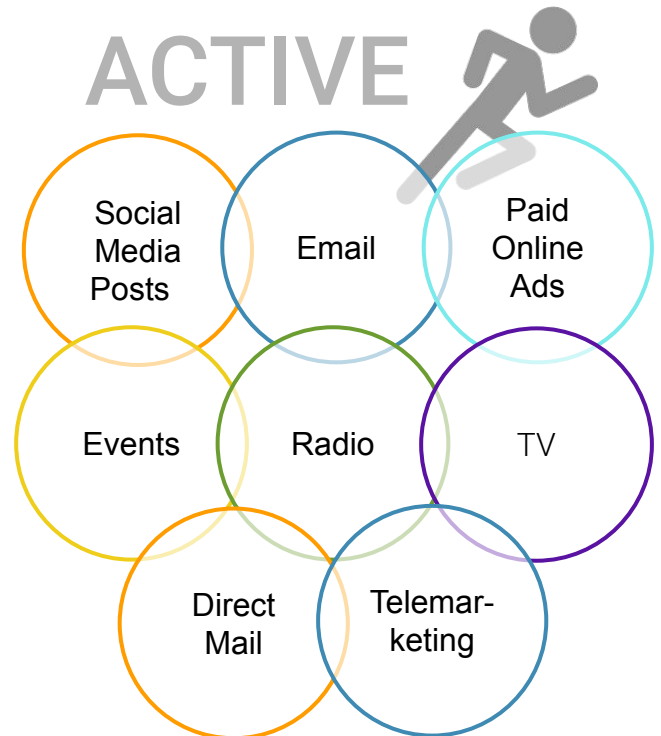 ACTIVE
Social
Media
Posts
Email
Paid
Online
Ads
Events
Radio
TV
Direct
Mail
Telemar-
keting